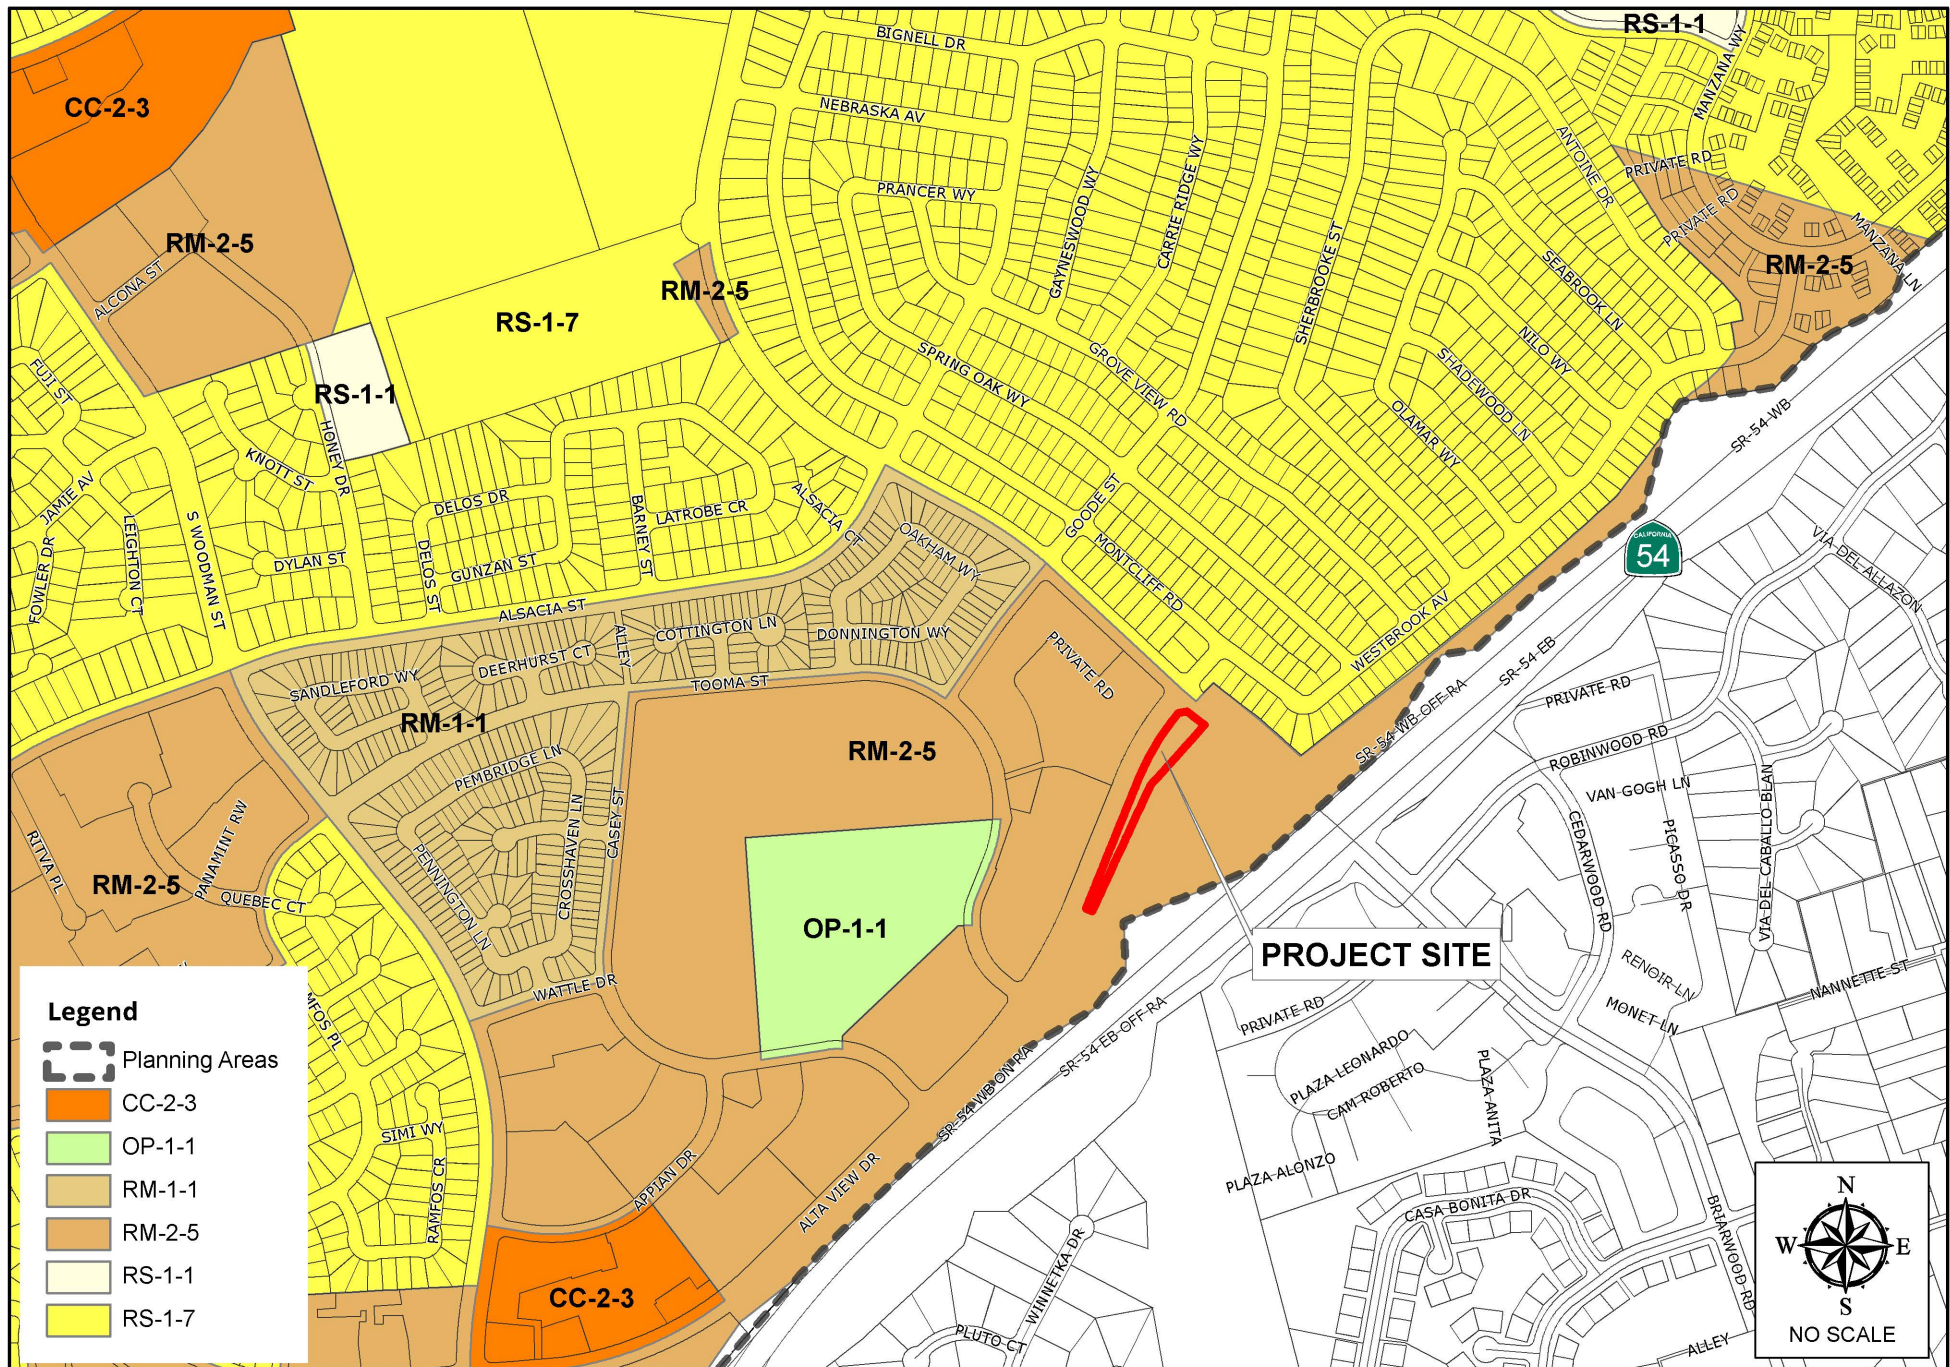 BIGNELL DR
RS-1-1
MANZANA WY
CC-2-3
NEBRASKA AV
ANTOINE DR
PRIVATE RD
PRANCER WY
GAYNESWOOD WY
CARRIE RIDGE WY
PRIVATE RD
MANZANA LN
RM-2-5
ALCONA ST
RM-2-5
RS-1-7
SHERBROOKE ST
SEABROOK LN
RM-2-5
FUJI ST
RS-1-1
SPRING OAK WY
GROVE VIEW RD
NILO WY
SHADEWOOD LN
OLAMAR WY
SR-54-WB
HONEY DR
KNOTT ST
JAMIE AV
LEIGHTON CT
S WOODMAN ST
DELOS DR
BARNEY ST
LATROBE CR
ALSACIA CT
GOODE ST
OAKHAM WY
CALIFORNIA
54
VIA DEL ALLAZON
FOWLER DR
DYLAN ST
DELOS ST
GUNZAN ST
MONTCLIFF RD
ALSACIA ST
ALLEY
COTTINGTON LN
DONNINGTON WY
WESTBROOK AV
DEERHURST CT
SANDLEFORD WY
TOOMA ST
PRIVATE RD
SR-54-EB
SR-54-WB-OFF-RA
PRIVATE RD
RM-1-1
RM-2-5
ROBINWOOD RD
PEMBRIDGE LN
VAN GOGH LN
CASEY ST
CROSSHAVEN LN
PENNINGTON LN
RITVA PL
PANAMINT RW
RM-2-5
QUEBEC CT
CEDARWOOD RD
PICASSO DR
VIA DEL CABALLO BLAN
OP-1-1
PROJECT SITE
RENOIR LN
NANNETTE ST
WATTLE DR
MONET LN
PRIVATE RD
SR-54-EB-OFF-RA
SR-54-WB-ON-RA
PLAZA LEONARDO
CAM ROBERTO
PLAZA ANITA
PLAZA ALONZO
SIMI WY
RAMFOS CR
APPIAN DR
ALTA VIEW DR
CASA BONITA DR
BRIARWOOD RD
WINNETKA DR
PLUTO CT
ALLEY
CC-2-3
Legend
Planning Areas
CC-2-3
OP-1-1
RM-1-1
RM-2-5
RS-1-1
RS-1-7
N
W
E
S
NO SCALE